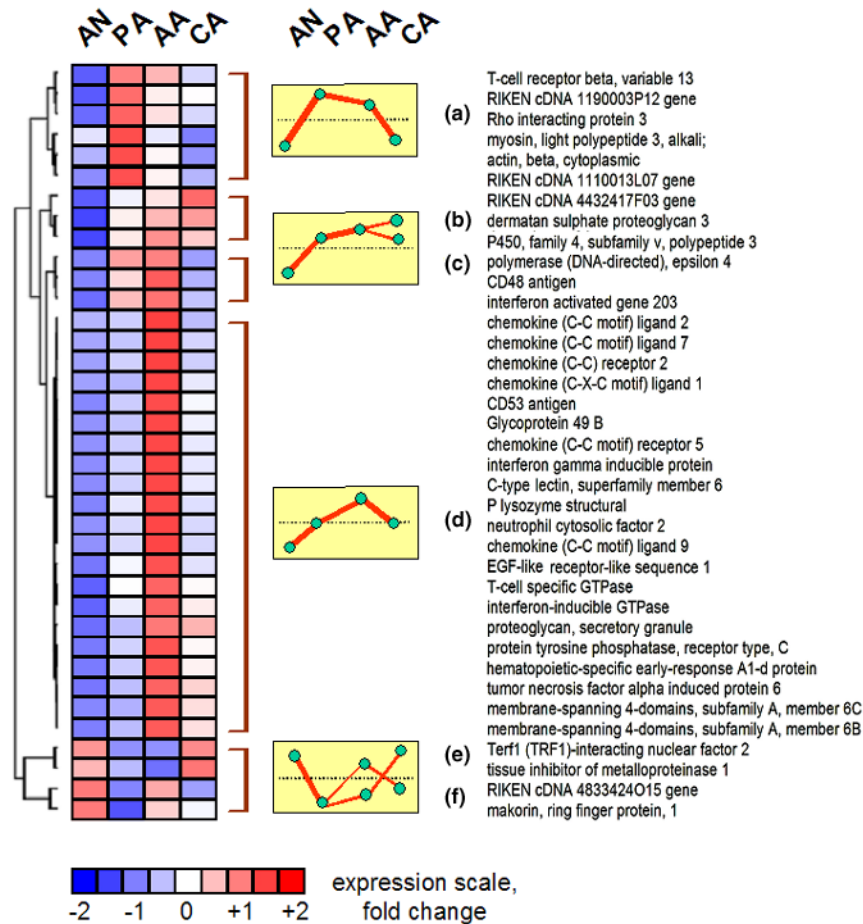 AN PA AA CA AN PA AA CA
T-cell receptor beta, variable 13
RIKEN cDNA 1190003P12 gene
(a) Rho interacting protein 3
myosin, light polypeptide 3, alkali;
actin, beta, cytoplasmic
RIKEN cDNA 1110013L07 gene
RIKEN cDNA 4432417F03 gene
(b) dermatan sulphate proteoglycan 3
P450, family 4, subfamily v, polypeptide 3
(c) polymerase (DNA-directed), epsilon 4
CD48 antigen
interferon activated gene 203
chemokine (C-C motif) ligand 2
chemokine (C-C motif) ligand 7
chemokine (C-C) receptor 2
chemokine (C-X-C motif) ligand 1
CD53 antigen
Glycoprotein 49 B
chemokine (C-C motif) receptor 5
interferon gamma inducible protein
C-type lectin, superfamily member 6
P lysozyme structural
(d) neutrophil cytosolic factor 2
chemokine (C-C motif) ligand 9
EGF-like receptor-like sequence 1
T-cell specific GTPase
interferon-inducible GTPase
proteoglycan, secretory granule
protein tyrosine phosphatase, receptor type, C
hematopoietic-specific early-response A1-d protein
tumor necrosis factor alpha induced protein 6
membrane-spanning 4-domains, subfamily A, member 6C
membrane-spanning 4-domains, subfamily A, member 6B
(e) Terf1 (TRF1)-interacting nuclear factor 2
tissue inhibitor of metalloproteinase 1
(f) RIKEN cDNA 4833424O15 gene
makorin, ring finger protein, 1
expression scale,
-2 -1 0 +1 +2 fold change